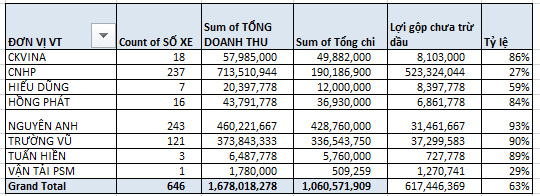 ĐƠN VỊ VT Count of SỐ XE Sum of TỔNG DOANH THU Sum of Tổng chi Lợi gộp chưa trừ dầu Tỷ lệ
CKVINA 18 57,985,000 49,882,000 8,103,000 86%
CNHP 237 713,510,944 190,186,900 523,324,044 27%
HIẾU DŨNG 7 20,397,778 12,000,000 8,397,778 59%
HỒNG PHÁT 16 43,791,778 36,930,000 6,861,778 84%
NGUYÊN ANH 243 460,221,667 428,760,000 31,461,667 93%
TRƯỜNG VŨ 121 373,843,333 336,543,750 37,299,583 90%
TUẤN HIỀN 3 6,487,778 5,760,000 727,778 89%
VẬN TẢI PSM 1 1,780,000 509,259 1,270,741 29%
Grand Total 646 1,678,018,278 1,060,571,909 617,446,369 63%